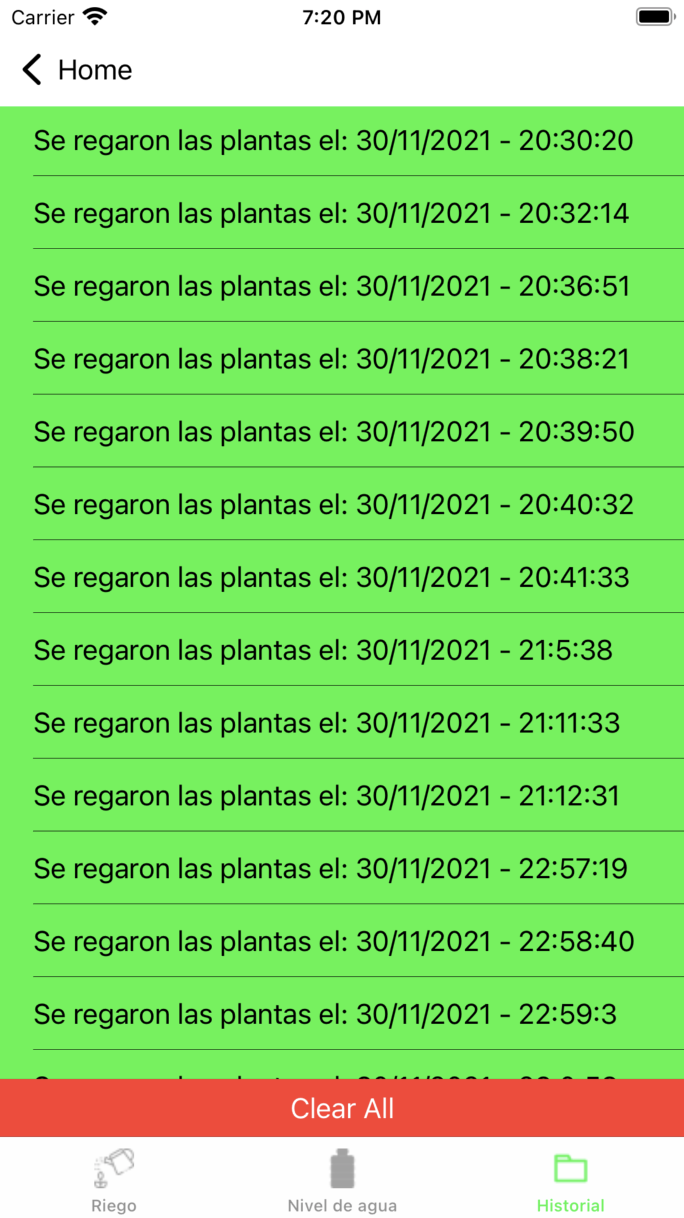 Carrier 7:20 PM
Home
Se regaron las plantas el: 30/11/2021 - 20:30:20
Se regaron las plantas el: 30/11/2021 - 20:32:14
Se regaron las plantas el: 30/11/2021 - 20:36:51
Se regaron las plantas el: 30/11/2021 - 20:38:21
Se regaron las plantas el: 30/11/2021 - 20:39:50
Se regaron las plantas el: 30/11/2021 - 20:40:32
Se regaron las plantas el: 30/11/2021 - 20:41:33
Se regaron las plantas el: 30/11/2021 - 21:5:38
Se regaron las plantas el: 30/11/2021 - 21:11:33
Se regaron las plantas el: 30/11/2021 - 21:12:31
Se regaron las plantas el: 30/11/2021 - 22:57:19
Se regaron las plantas el: 30/11/2021 - 22:58:40
Se regaron las plantas el: 30/11/2021 - 22:59:3
Clear All
Riego Nivel de agua Historial